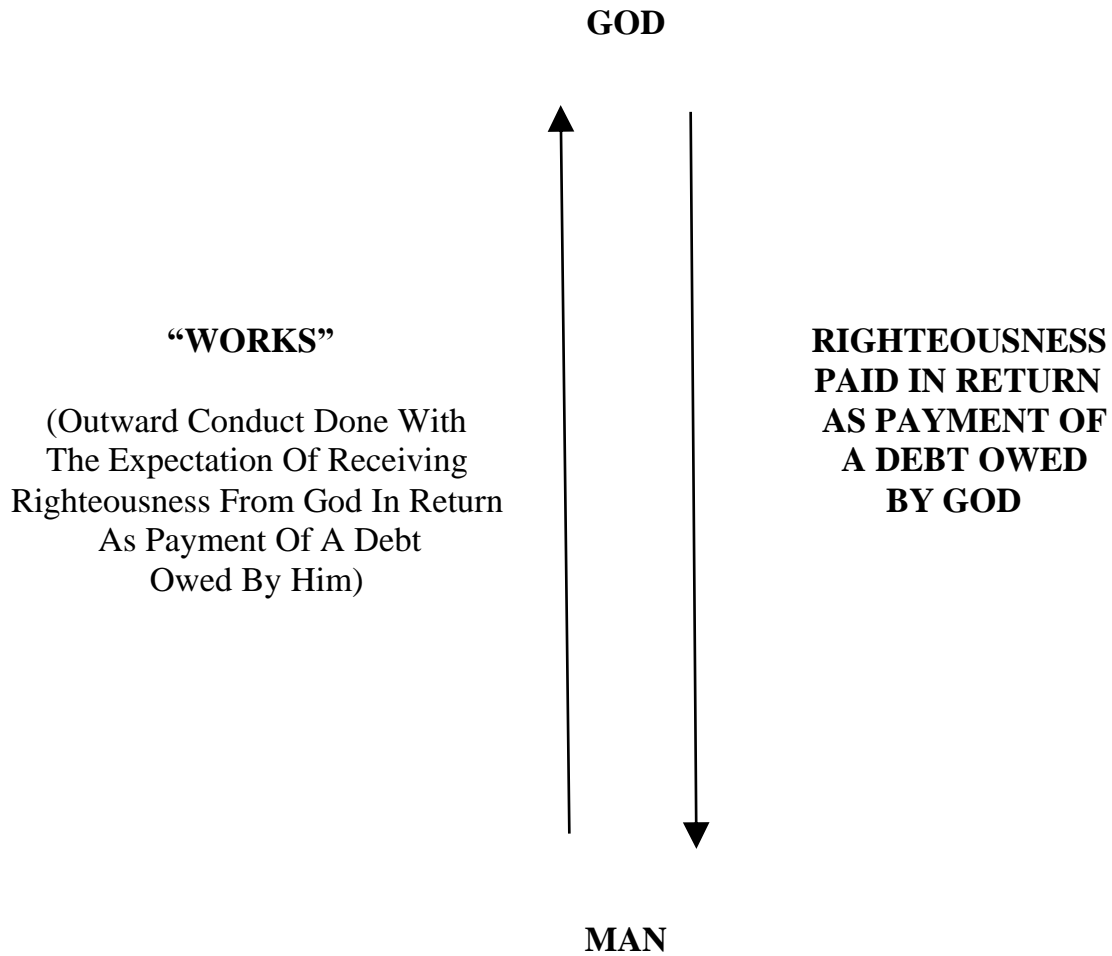 GOD
“WORKS”
(Outward Conduct Done With
The Expectation Of Receiving
Righteousness From God In Return
As Payment Of A Debt
Owed By Him)
RIGHTEOUSNESS
PAID IN RETURN
AS PAYMENT OF
A DEBT OWED
BY GOD
MAN